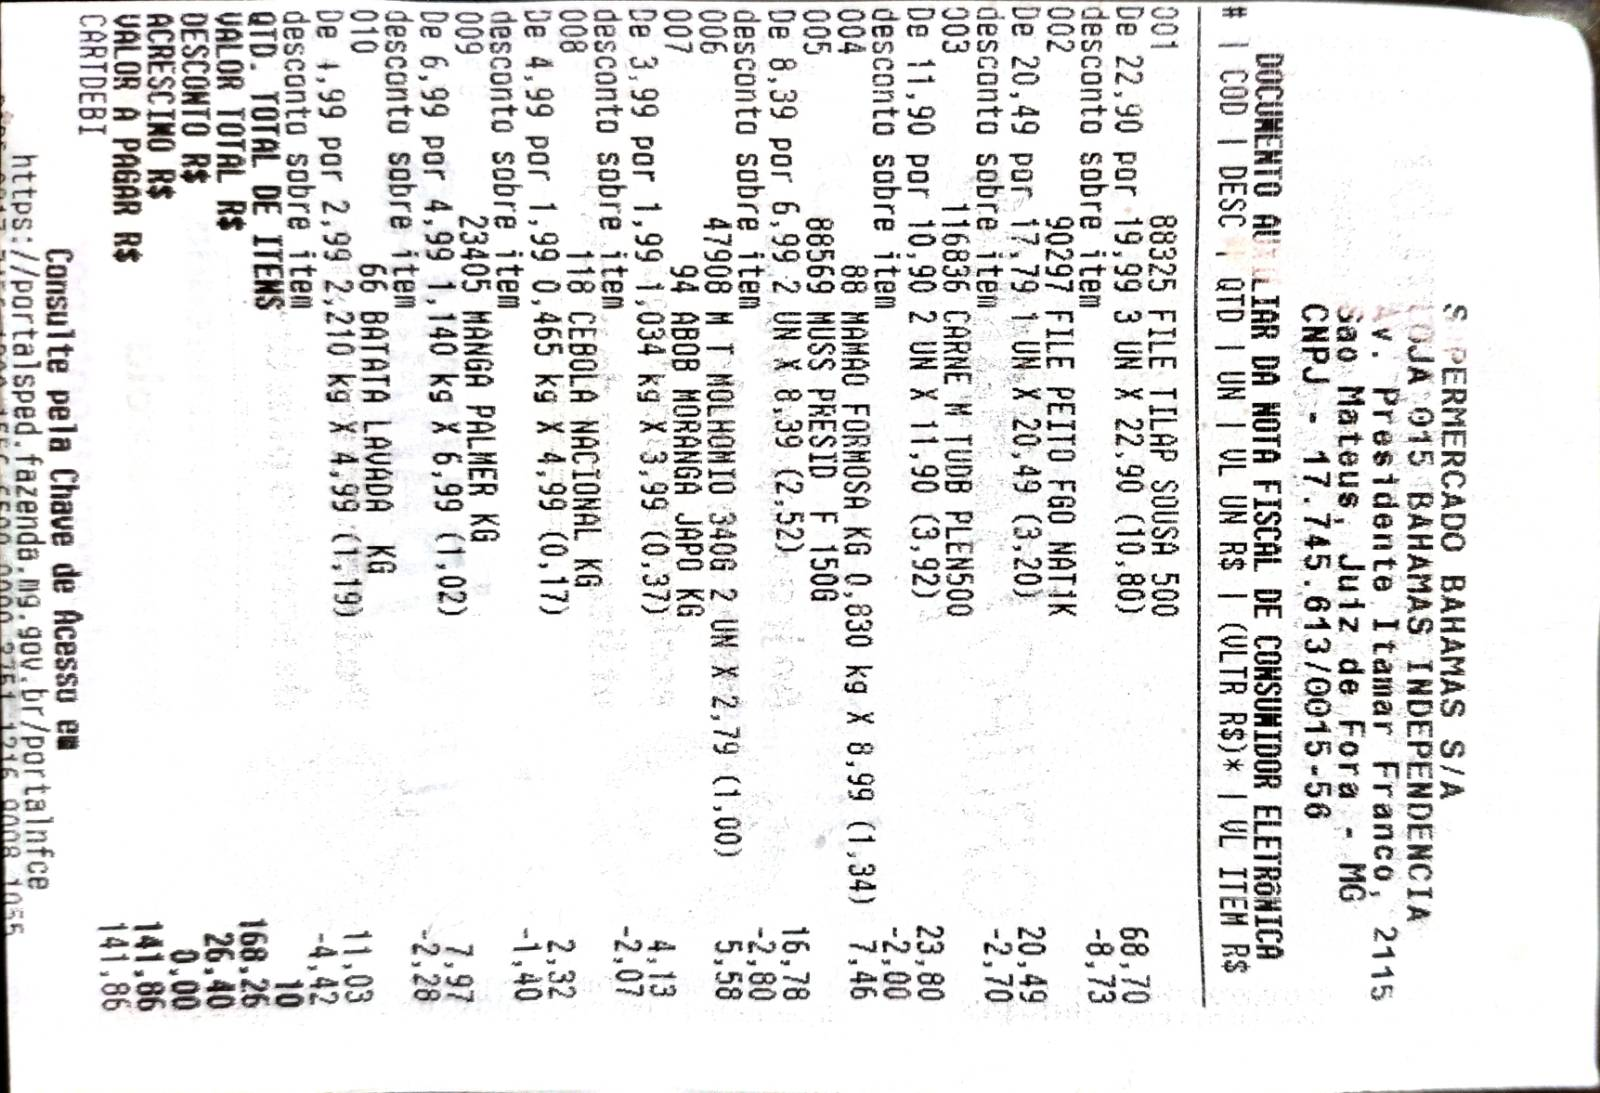 S PERMERCADO BAHAMAS S/A
LOJA 015 BAHAMAS INDEPENDENCIA
Av. Presidente Itamar Franco, 2115
Sao Mateus, Juiz de Fora - MG
CNPJ - 17.745.613/0015-56
DOCUMENTO AUXILIAR DA NOTA FISCAL DE CONSUMIDOR ELETRÔNICA
# | COD | DESC | QTD | UN | VL UN R$ | (VLTR R$)* | VL ITEM R$
001 88325 FILE TILAP SOUSA 500
De 22,90 por 19,99 3 UN X 22,90 (10,80) 68,70
desconto sobre item -8,73
002 90297 FILE PEITO FGO NATIK
De 20,49 por 17,79 1 UN X 20,49 (3,20) 20,49
desconto sobre item -2,70
003 116836 CARNE M TUDB PLEN500
De 11,90 por 10,90 2 UN X 11,90 (3,92) 23,80
desconto sobre item -2,00
004 88 MAMAO FORMOSA KG 0,830 kg X 8,99 (1,34) 7,46
005 88569 MUSS PRESID F 150G
De 8,39 por 6,99 2 UN X 8,39 (2,52) 16,78
desconto sobre item -2,80
006 47908 M T MOLHOMIO 340G 2 UN X 2,79 (1,00) 5,58
007 94 ABOB MORANGA JAPO KG
De 3,99 por 1,99 1,034 kg X 3,99 (0,37) 4,13
desconto sobre item -2,07
008 118 CEBOLA NACIONAL KG
De 4,99 por 1,99 0,465 kg X 4,99 (0,17) 2,32
desconto sobre item -1,40
009 23405 MANGA PALMER KG
De 6,99 por 4,99 1,140 kg X 6,99 (1,02) 7,97
desconto sobre item -2,28
010 66 BATATA LAVADA KG
De 4,99 por 2,99 2,210 kg X 4,99 (1,19) 11,03
desconto sobre item -4,42
QTD. TOTAL DE ITENS 10
VALOR TOTAL R$ 168,26
DESCONTO R$ 26,40
ACRESCIMO R$ 0,00
VALOR A PAGAR R$ 141,86
CARTDEBI 141,86
Consulte pela Chave de Acesso em
https://portalsped.fazenda.mg.gov.br/portalnfce